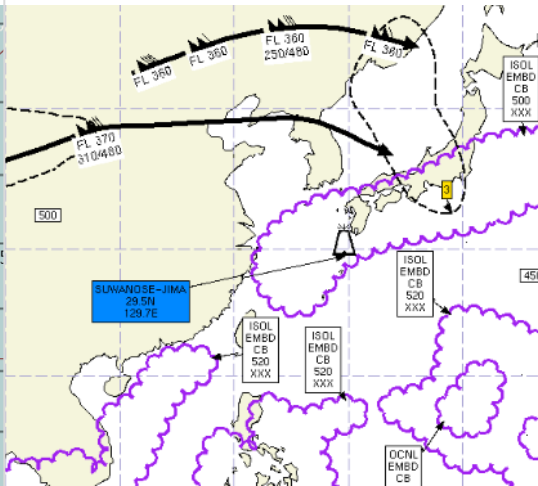 FL 360
FL 360
FL 360
250/480
FL 360
ISOL
EMBD
CB
500
XXX
FL 370
310/480
3
500
ISOL
EMBD
CB
520
XXX
SUWANOSE-JIMA
29.5N
129.7E
ISOL
EMBD
CB
520
XXX
ISOL
EMBD
CB
520
XXX
OCNL
EMBD
CB